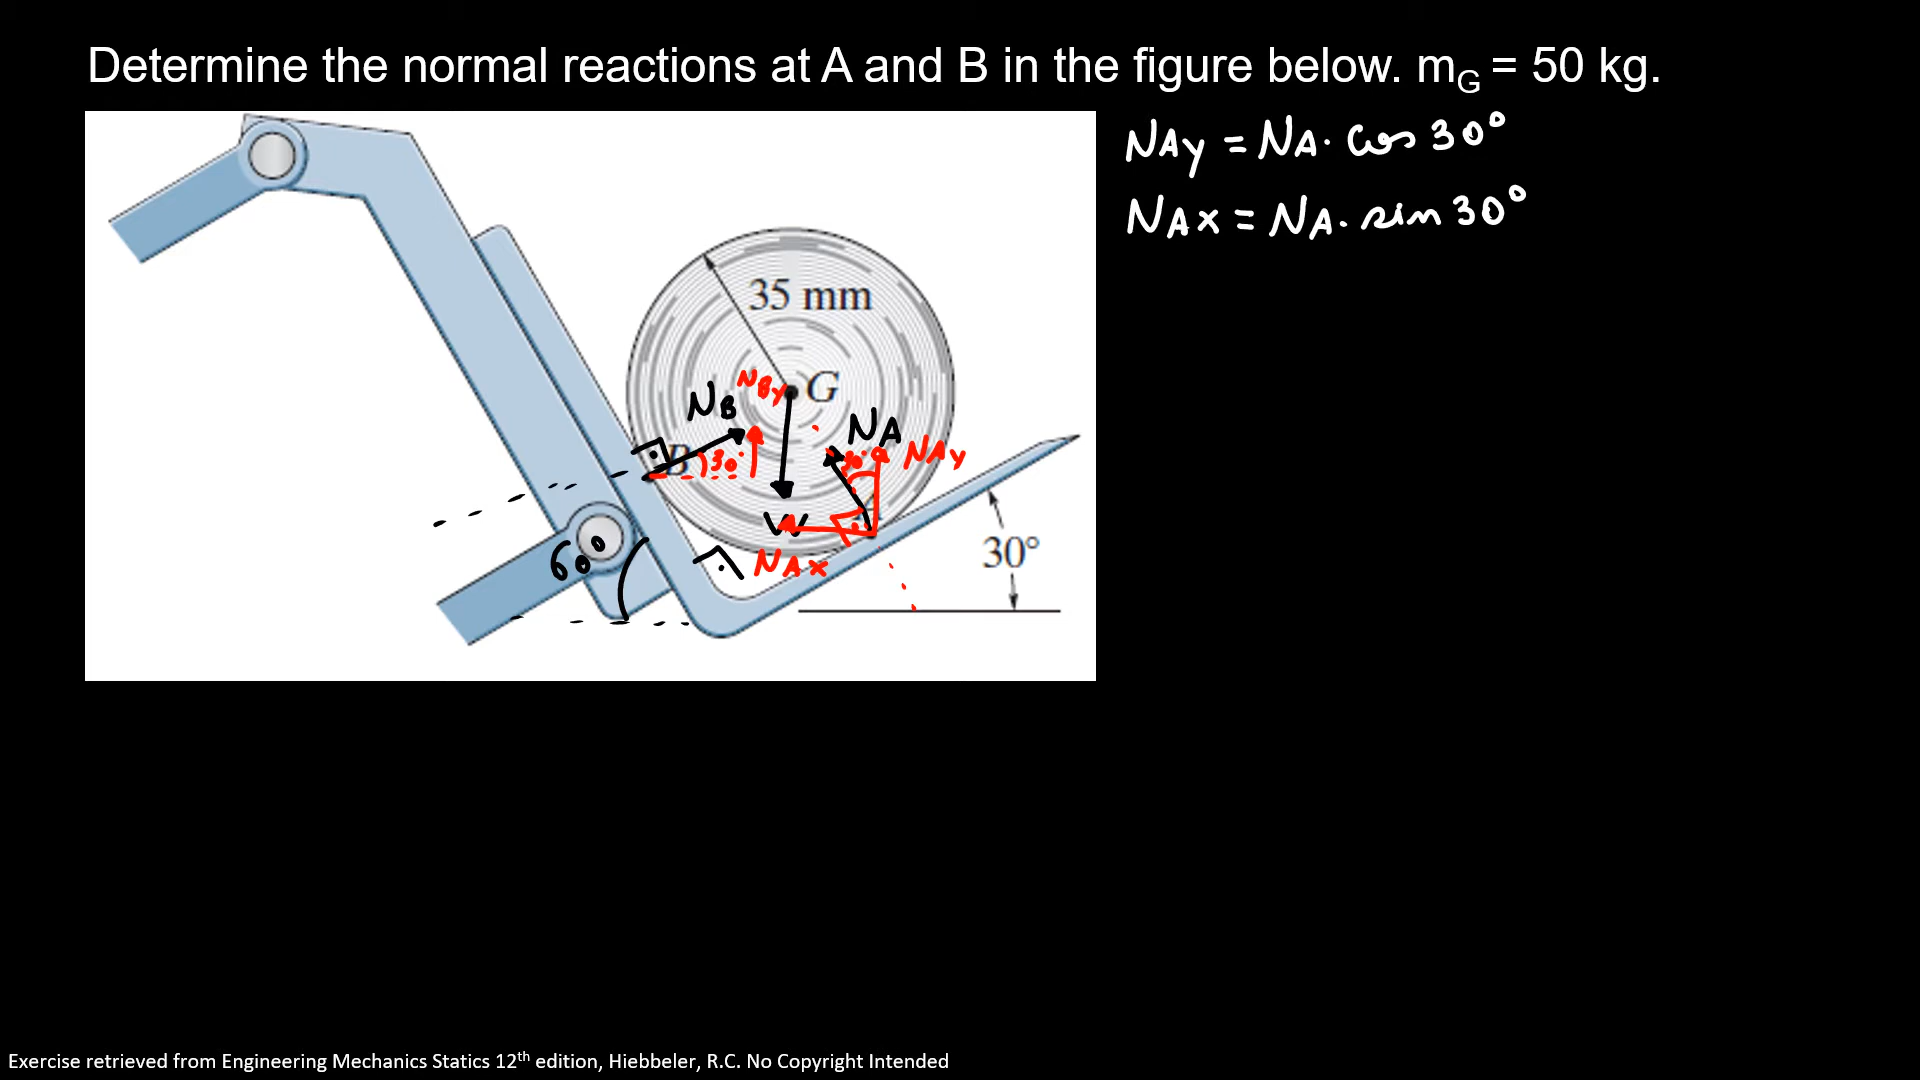 Determine the normal reactions at A and B in the figure below. mG = 50 kg.
NAy = NA. cos 30°
NAx = NA. sin 30°
35 mm
G
NB
NBy
NA
NAy
B
30°
30°
W
NAx
60°
30°
Exercise retrieved from Engineering Mechanics Statics 12th edition, Hiebbeler, R.C. No Copyright Intended